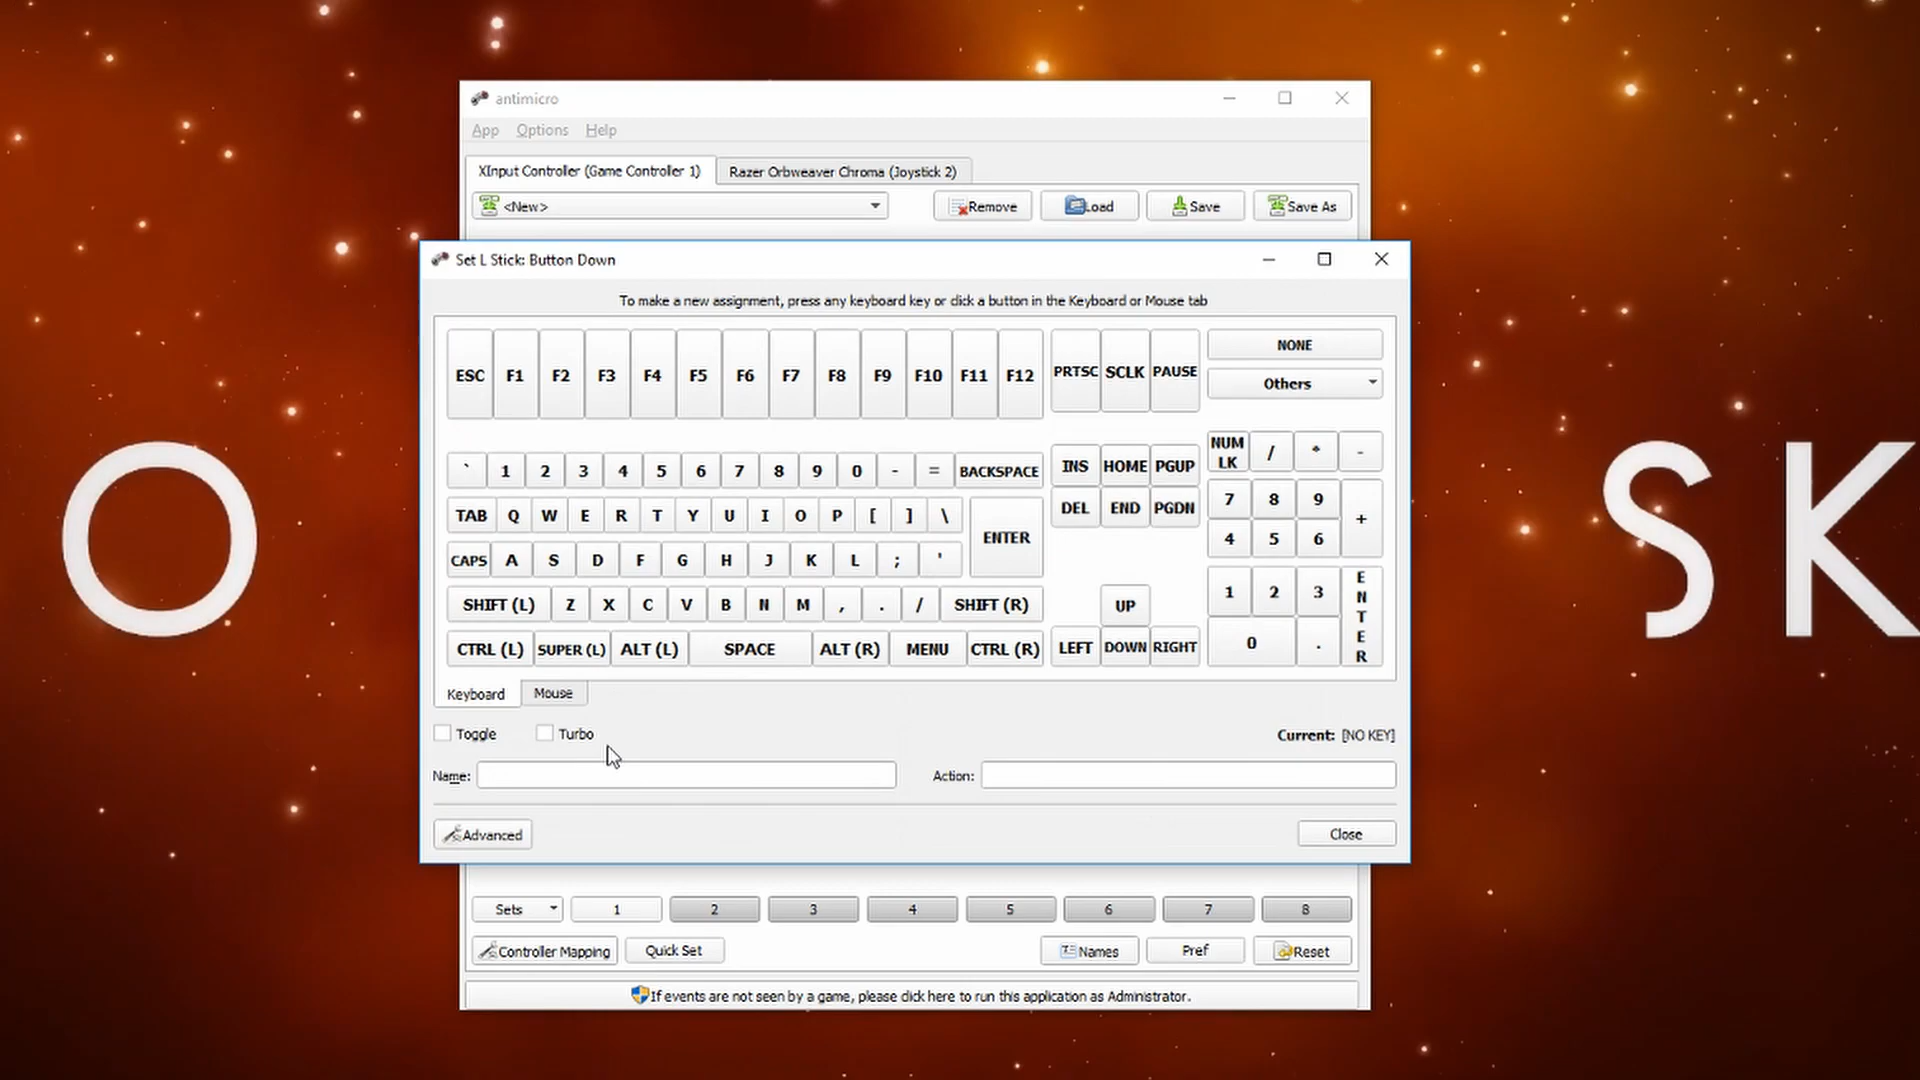 antimicro
App Options Help
XInput Controller (Game Controller 1) Razer Orbweaver Chroma (Joystick 2)
<New> Remove Load Save Save As
Set L Stick: Button Down
To make a new assignment, press any keyboard key or click a button in the Keyboard or Mouse tab
ESC F1 F2 F3 F4 F5 F6 F7 F8 F9 F10 F11 F12 PRTSC SCLK PAUSE NONE
Others
` 1 2 3 4 5 6 7 8 9 0 - = BACKSPACE INS HOME PGUP NUM LK / * -
TAB Q W E R T Y U I O P [ ] \ ENTER DEL END PGDN 7 8 9 +
CAPS A S D F G H J K L ; ' 4 5 6
SHIFT (L) Z X C V B N M , . / SHIFT (R) UP 1 2 3 ENTER
CTRL (L) SUPER (L) ALT (L) SPACE ALT (R) MENU CTRL (R) LEFT DOWN RIGHT 0 .
Keyboard Mouse
Toggle Turbo Current: [NO KEY]
Name: Action:
Advanced Close
Sets 1 2 3 4 5 6 7 8
Controller Mapping Quick Set Names Pref Reset
If events are not seen by a game, please click here to run this application as Administrator.
O SK